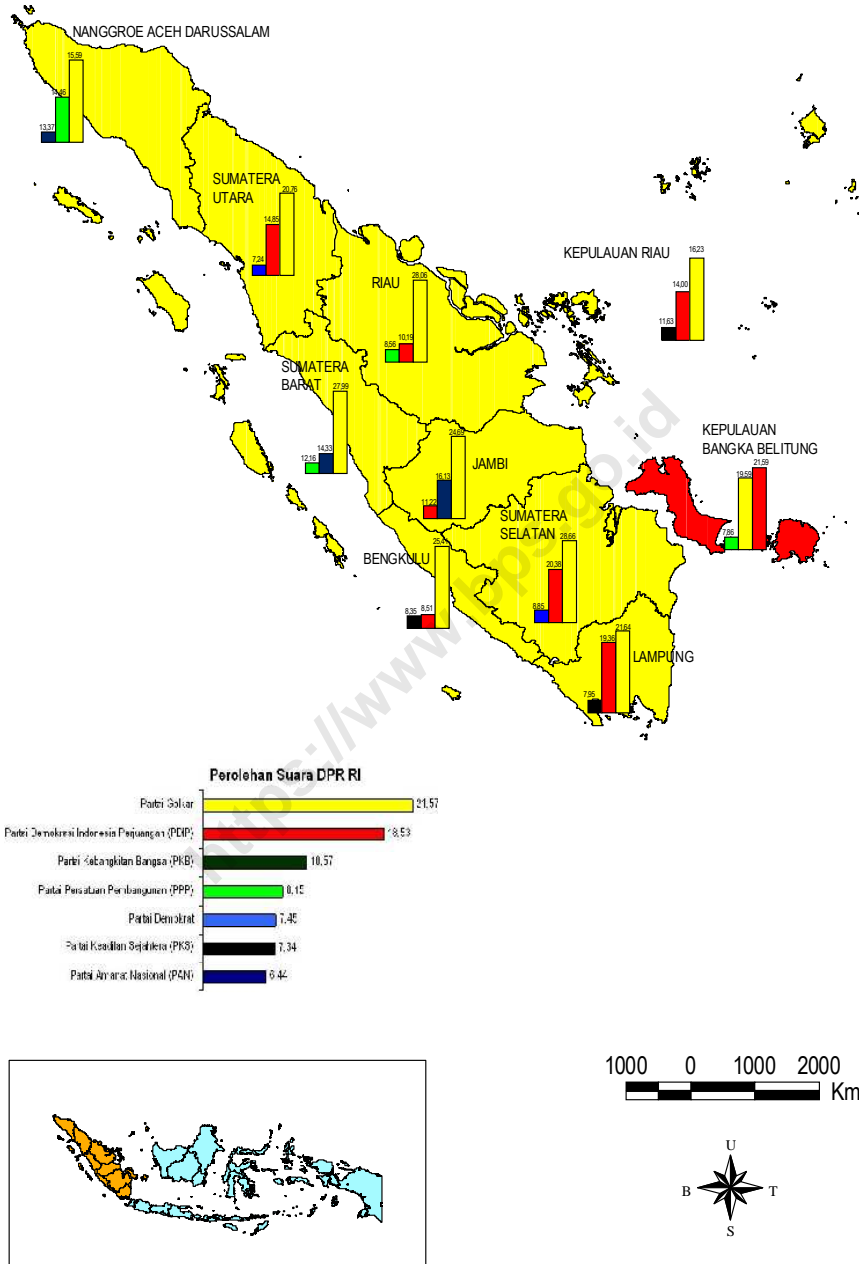 NANGGROE ACEH DARUSSALAM
15,59
14,46
13,37
SUMATERA
UTARA
20,76
14,85
7,24
KEPULAUAN RIAU
16,23
14,00
11,63
RIAU
28,06
10,19
8,56
SUMATERA
BARAT
27,99
14,33
12,16
KEPULAUAN
BANGKA BELITUNG
21,59
19,59
7,86
JAMBI
24,69
16,13
11,22
SUMATERA
SELATAN
28,66
20,38
8,85
BENGKULU
8,51
8,35
LAMPUNG
21,64
19,36
7,95
https://www.bps.go.id
Perolehan Suara DPR RI
Partai Golkar 21,57
Partai Demokrasi Indonesia Perjuangan (PDIP) 18,53
Partai Kebangkitan Bangsa (PKB) 10,57
Partai Persatuan Pembangunan (PPP) 8,15
Partai Demokrat 7,45
Partai Keadilan Sejahtera (PKS) 7,34
Partai Amanat Nasional (PAN) 6,44
1000 0 1000 2000
Km
U
B T
S